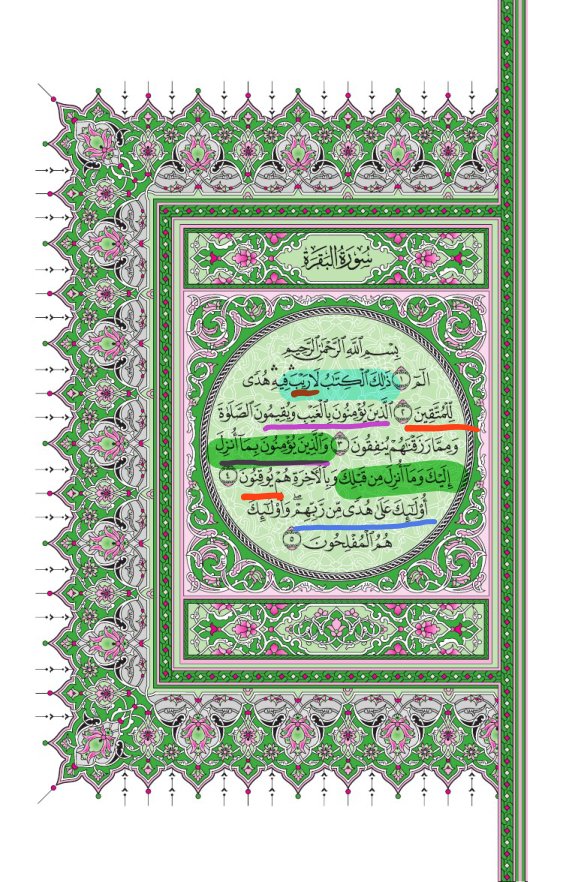 سُورَةُ البَقَرَةِ
بِسۡمِ ٱللَّهِ ٱلرَّحۡمَٰنِ ٱلرَّحِيمِ
الٓمٓ ١ ذَٰلِكَ ٱلۡكِتَٰبُ لَا رَيۡبَۛ فِيهِۛ هُدٗى
لِّلۡمُتَّقِينَ ٢ ٱلَّذِينَ يُؤۡمِنُونَ بِٱلۡغَيۡبِ وَيُقِيمُونَ ٱلصَّلَوٰةَ
وَمِمَّا رَزَقۡنَٰهُمۡ يُنفِقُونَ ٣ وَٱلَّذِينَ يُؤۡمِنُونَ بِمَآ أُنزِلَ
إِلَيۡكَ وَمَآ أُنزِلَ مِن قَبۡلِكَ وَبِٱلۡأٓخِرَةِ هُمۡ يُوقِنُونَ ٤
أُوْلَٰٓئِكَ عَلَىٰ هُدٗى مِّن رَّبِّهِمۡۖ وَأُوْلَٰٓئِكَ
هُمُ ٱلۡمُفۡلِحُونَ ٥